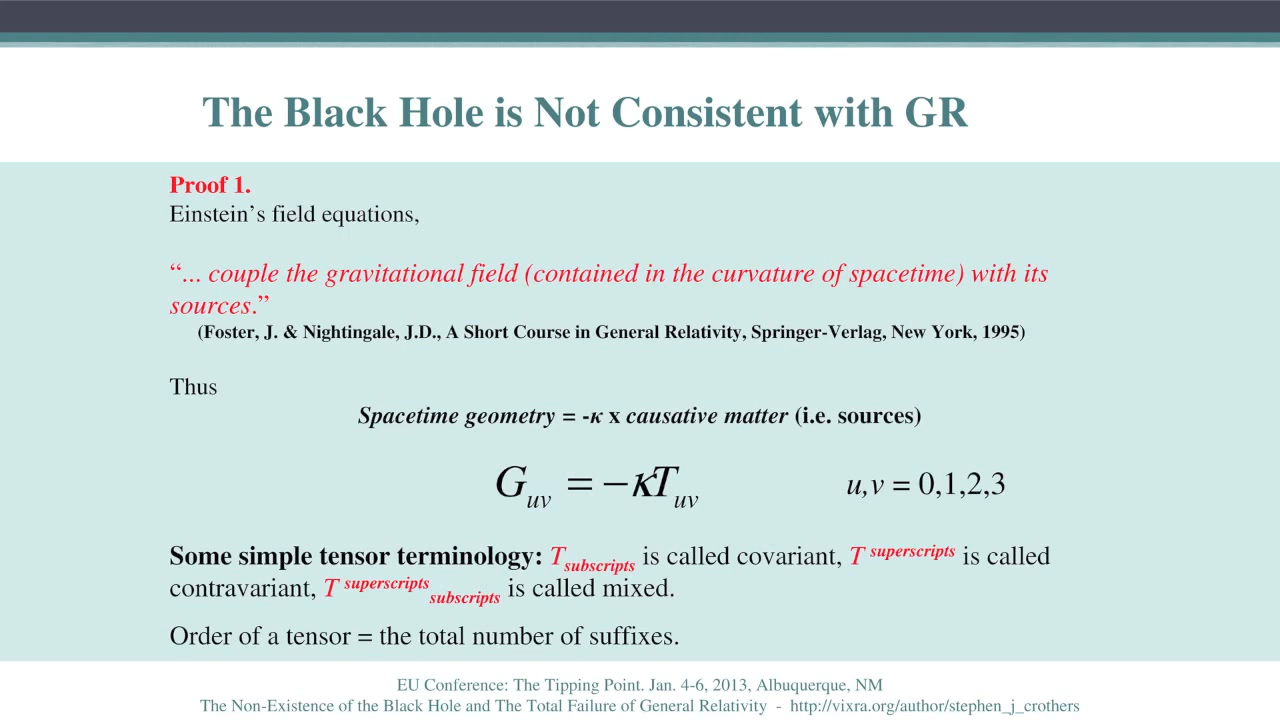 The Black Hole is Not Consistent with GR
Proof 1.
Einstein’s field equations,
“... couple the gravitational field (contained in the curvature of spacetime) with its
sources.”
(Foster, J. & Nightingale, J.D., A Short Course in General Relativity, Springer-Verlag, New York, 1995)
Thus
Spacetime geometry = -κ x causative matter (i.e. sources)
G_uv = −κT_uv u,v = 0,1,2,3
Some simple tensor terminology: T_subscripts is called covariant, T ^superscripts is called
contravariant, T ^superscripts_subscripts is called mixed.
Order of a tensor = the total number of suffixes.
EU Conference: The Tipping Point. Jan. 4-6, 2013, Albuquerque, NM
The Non-Existence of the Black Hole and The Total Failure of General Relativity - http://vixra.org/author/stephen_j_crothers